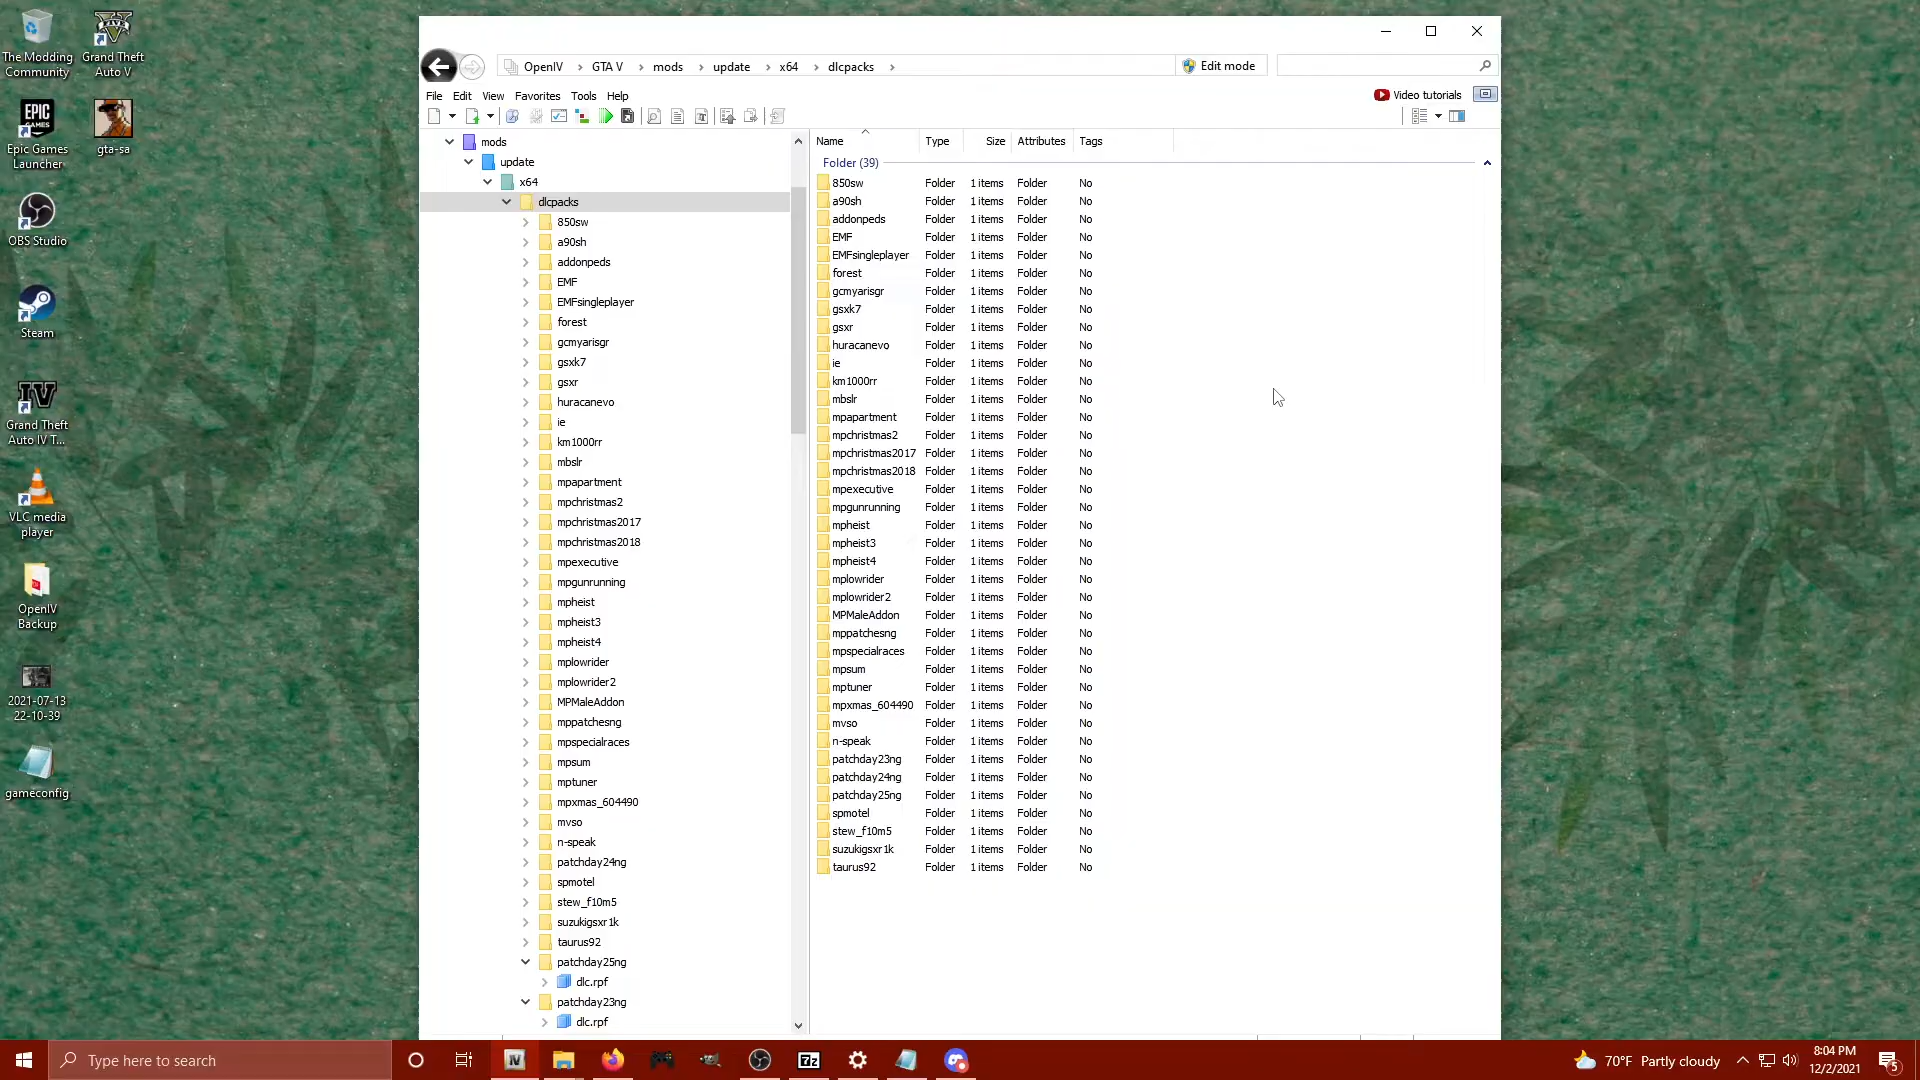 The Modding
Community
Grand Theft
Auto V
EPIC
GAMES
Epic Games
Launcher
gta-sa
OBS Studio
Steam
IV
Grand Theft
Auto IV T...
VLC media
player
OpenIV
Backup
2021-07-13
22-10-39
gameconfig
OpenIV
GTA V
mods
update
x64
dlcpacks
Edit mode
File Edit View Favorites Tools Help
Video tutorials
mods
update
x64
dlcpacks
850sw
a90sh
addonpeds
EMF
EMFsingleplayer
forest
gcmyarisgr
gsxk7
gsxr
huracanevo
ie
km1000rr
mbslr
mpapartment
mpchristmas2
mpchristmas2017
mpchristmas2018
mpexecutive
mpgunrunning
mpheist
mpheist3
mpheist4
mplowrider
mplowrider2
MPMaleAddon
mppatchesng
mpspecialraces
mpsum
mptuner
mpxmas_604490
mvso
n-speak
patchday24ng
spmotel
stew_f10m5
suzukigsxr1k
taurus92
patchday25ng
dlc.rpf
patchday23ng
dlc.rpf
Name Type Size Attributes Tags
Folder (39)
850sw Folder 1 items Folder No
a90sh Folder 1 items Folder No
addonpeds Folder 1 items Folder No
EMF Folder 1 items Folder No
EMFsingleplayer Folder 1 items Folder No
forest Folder 1 items Folder No
gcmyarisgr Folder 1 items Folder No
gsxk7 Folder 1 items Folder No
gsxr Folder 1 items Folder No
huracanevo Folder 1 items Folder No
ie Folder 1 items Folder No
km1000rr Folder 1 items Folder No
mbslr Folder 1 items Folder No
mpapartment Folder 1 items Folder No
mpchristmas2 Folder 1 items Folder No
mpchristmas2017 Folder 1 items Folder No
mpchristmas2018 Folder 1 items Folder No
mpexecutive Folder 1 items Folder No
mpgunrunning Folder 1 items Folder No
mpheist Folder 1 items Folder No
mpheist3 Folder 1 items Folder No
mpheist4 Folder 1 items Folder No
mplowrider Folder 1 items Folder No
mplowrider2 Folder 1 items Folder No
MPMaleAddon Folder 1 items Folder No
mppatchesng Folder 1 items Folder No
mpspecialraces Folder 1 items Folder No
mpsum Folder 1 items Folder No
mptuner Folder 1 items Folder No
mpxmas_604490 Folder 1 items Folder No
mvso Folder 1 items Folder No
n-speak Folder 1 items Folder No
patchday23ng Folder 1 items Folder No
patchday24ng Folder 1 items Folder No
patchday25ng Folder 1 items Folder No
spmotel Folder 1 items Folder No
stew_f10m5 Folder 1 items Folder No
suzukigsxr1k Folder 1 items Folder No
taurus92 Folder 1 items Folder No
Type here to search
IV
7z
70°F Partly cloudy
8:04 PM
12/2/2021
5